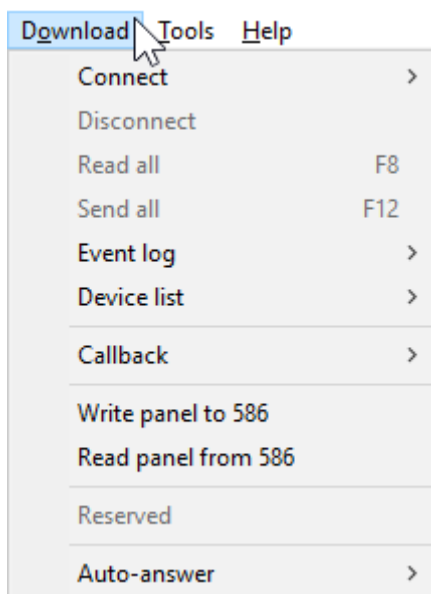 Download Tools Help
Connect
Disconnect
Read all F8
Send all F12
Event log
Device list
Callback
Write panel to 586
Read panel from 586
Reserved
Auto-answer